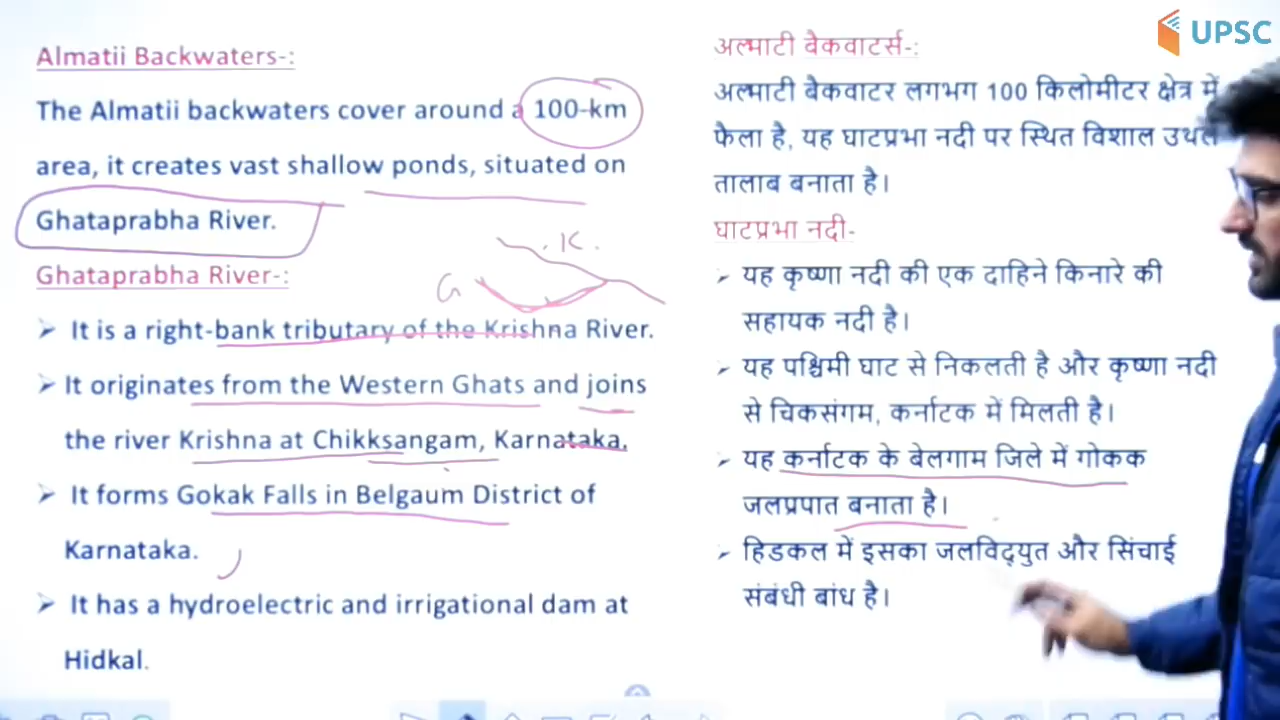 UPSC
Almatii Backwaters-:
The Almatii backwaters cover around a 100-km
area, it creates vast shallow ponds, situated on
Ghataprabha River.
K.
G
Ghataprabha River-:
➢ It is a right-bank tributary of the Krishna River.
➢ It originates from the Western Ghats and joins
the river Krishna at Chikksangam, Karnataka.
➢ It forms Gokak Falls in Belgaum District of
Karnataka.
➢ It has a hydroelectric and irrigational dam at
Hidkal.
अल्माटी बैकवाटर्स-:
अल्माटी बैकवाटर लगभग 100 किलोमीटर क्षेत्र में
फैला है, यह घाटप्रभा नदी पर स्थित विशाल उथले
तालाब बनाता है।
घाटप्रभा नदी-
➢ यह कृष्णा नदी की एक दाहिने किनारे की
सहायक नदी है।
➢ यह पश्चिमी घाट से निकलती है और कृष्णा नदी
से चिकसंगम, कर्नाटक में मिलती है।
➢ यह कर्नाटक के बेलगाम जिले में गोकक
जलप्रपात बनाता है।
➢ हिडकल में इसका जलविद्युत और सिंचाई
संबंधी बांध है।